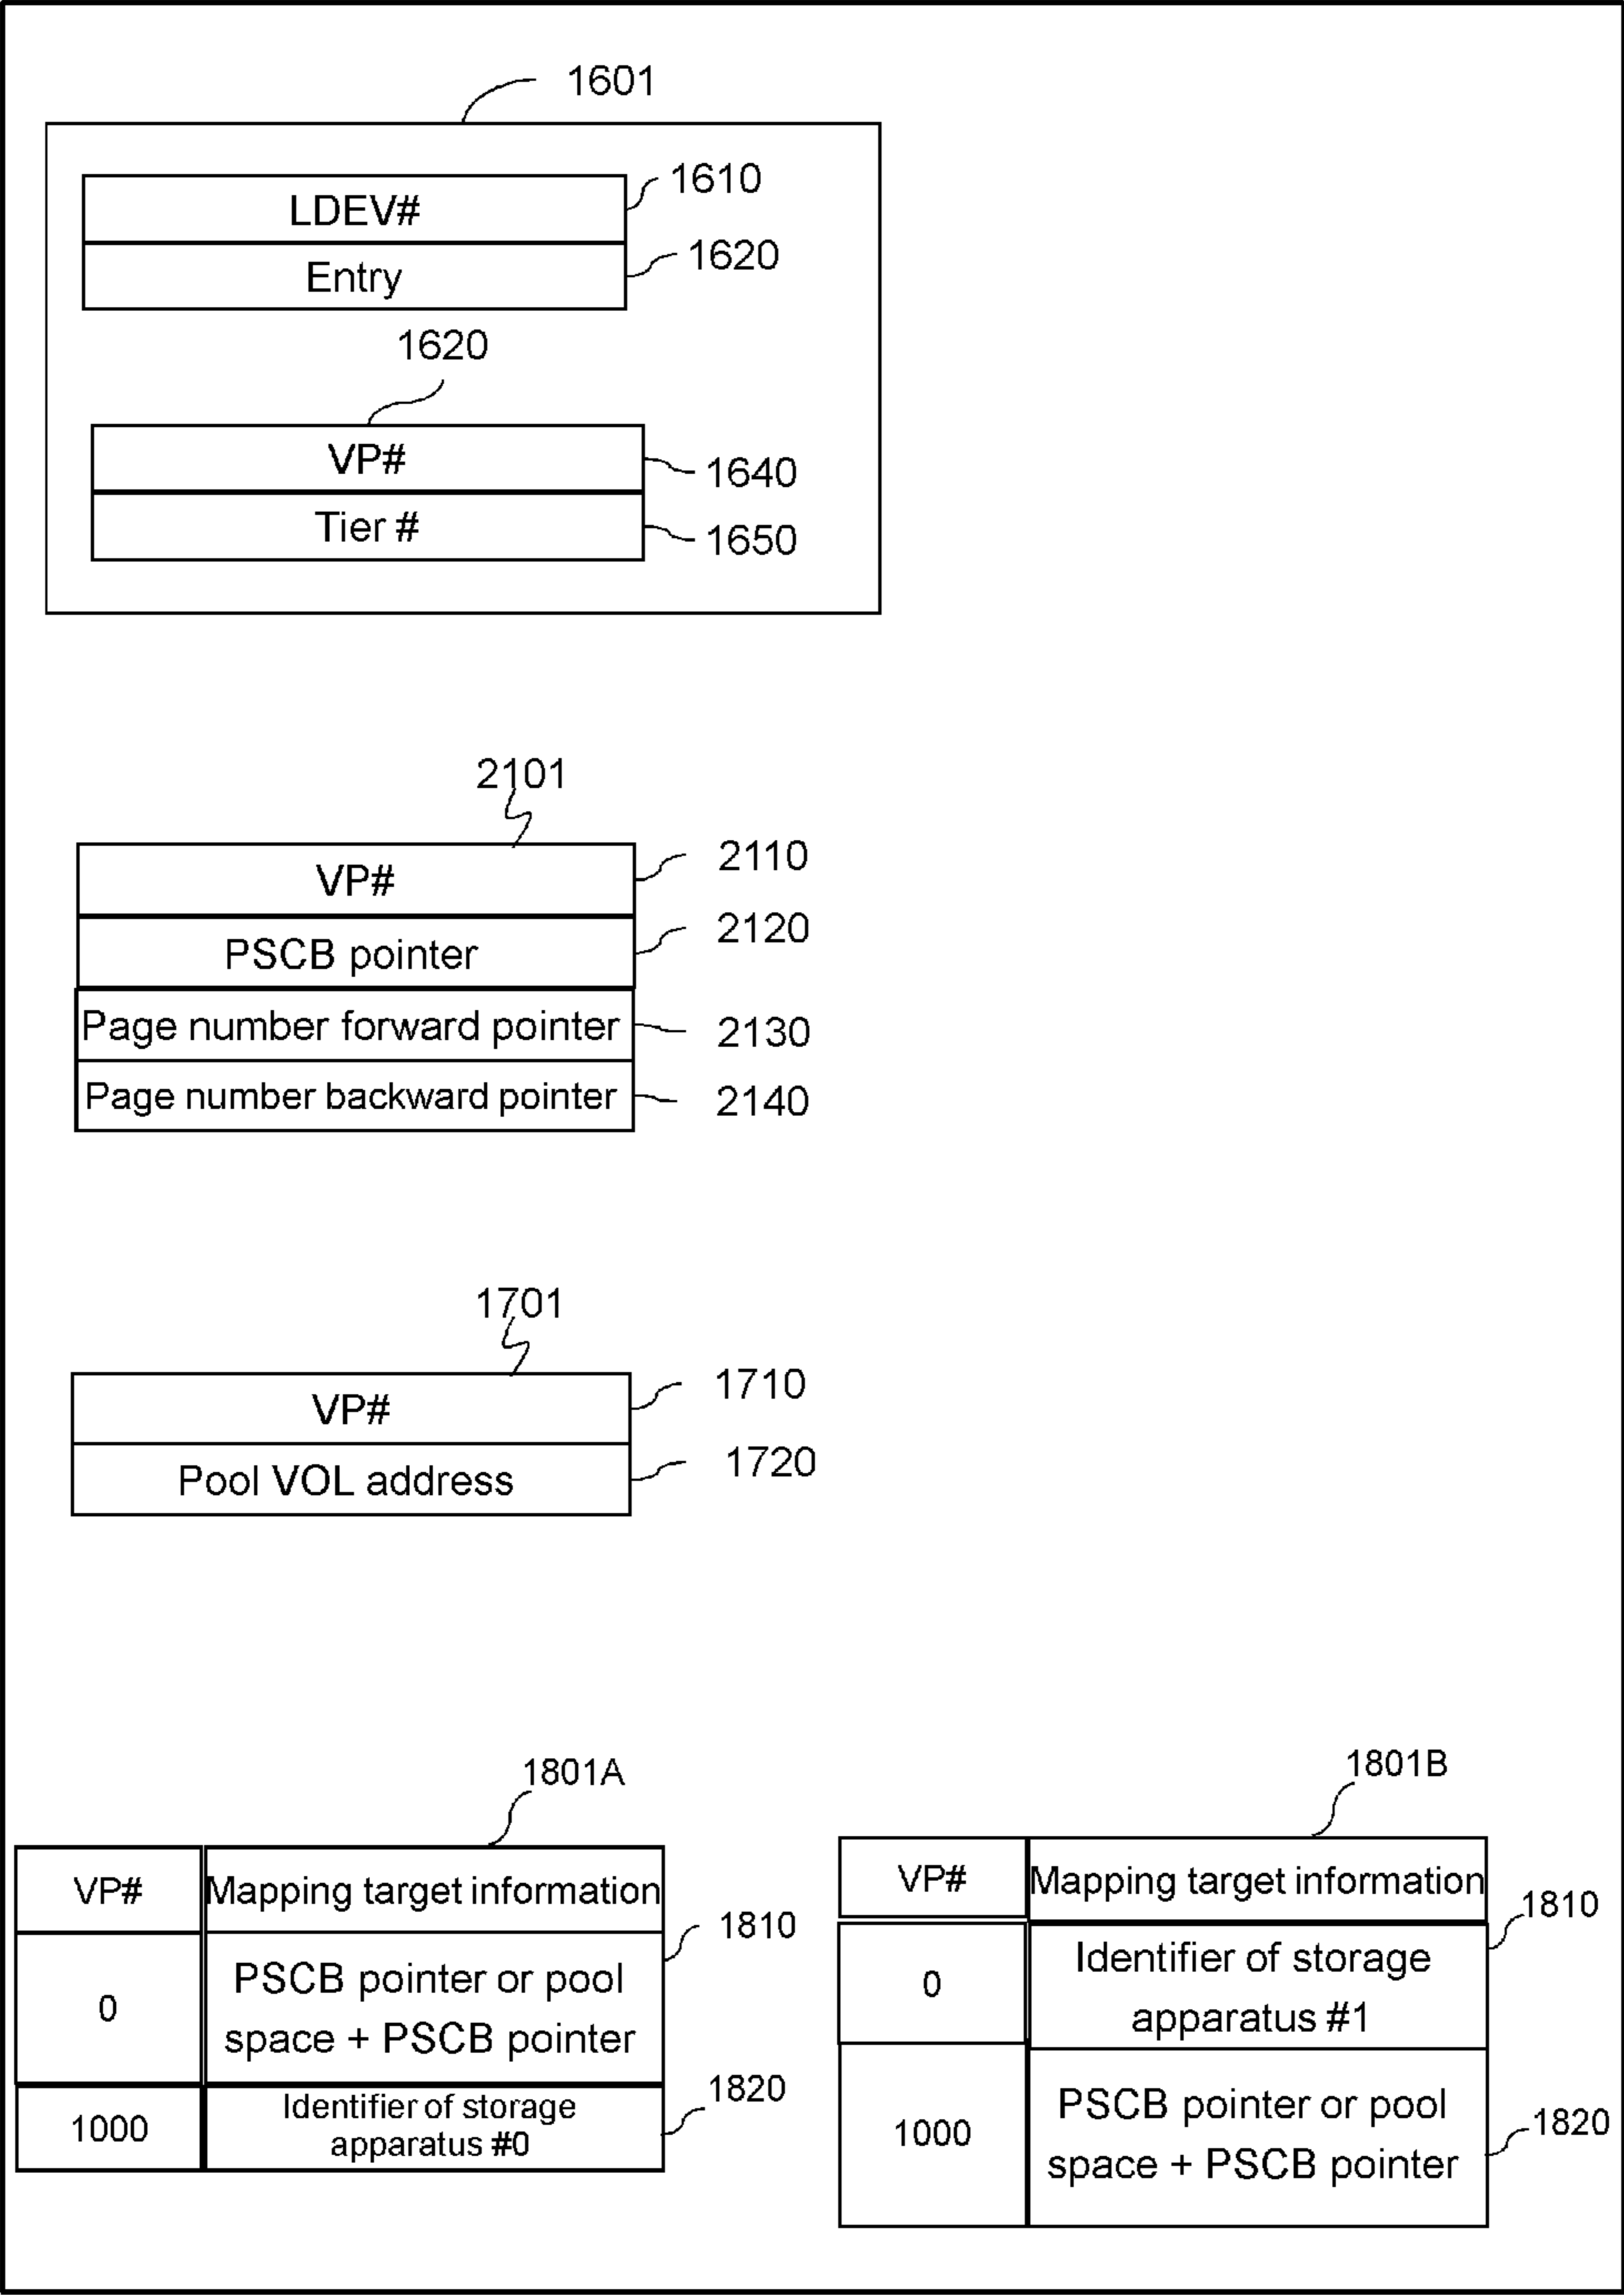 1601
LDEV# 1610
Entry 1620
1620
VP# 1640
Tier # 1650
2101
VP# 2110
PSCB pointer 2120
Page number forward pointer 2130
Page number backward pointer 2140
1701
VP# 1710
Pool VOL address 1720
1801A
VP# Mapping target information
1810
0 PSCB pointer or pool
space + PSCB pointer
1820
1000 Identifier of storage
apparatus #0
1801B
VP# Mapping target information
1810
0 Identifier of storage
apparatus #1
1000 PSCB pointer or pool
space + PSCB pointer
1820